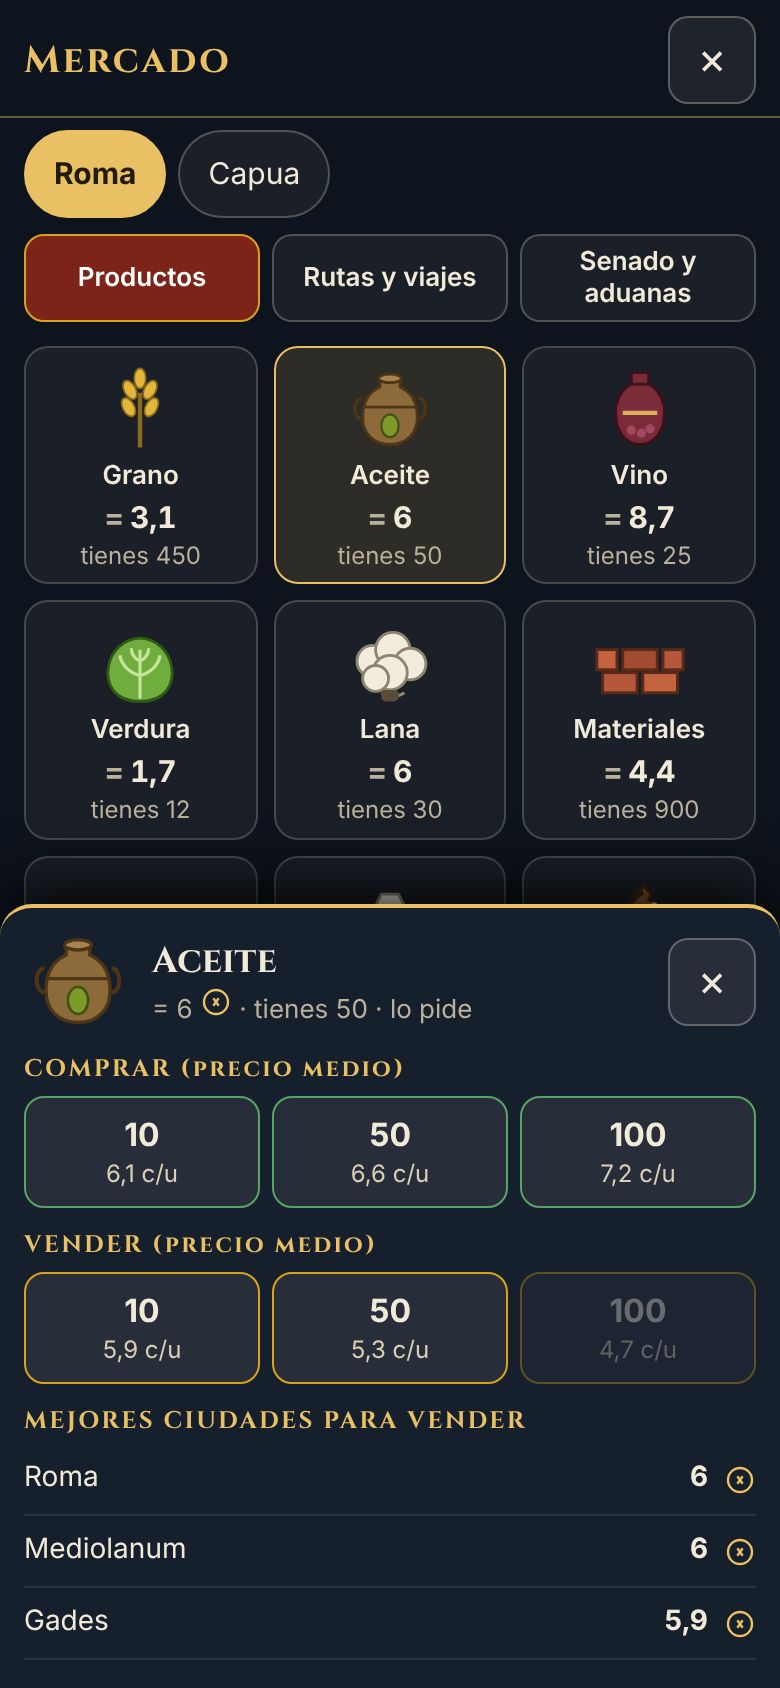 Mercado
×
Roma
Capua
Productos
Rutas y viajes
Senado y
aduanas
Grano
= 3,1
tienes 450
Aceite
= 6
tienes 50
Vino
= 8,7
tienes 25
Verdura
= 1,7
tienes 12
Lana
= 6
tienes 30
Materiales
= 4,4
tienes 900
Aceite
= 6 · tienes 50 · lo pide
×
Comprar (precio medio)
10
6,1 c/u
50
6,6 c/u
100
7,2 c/u
Vender (precio medio)
10
5,9 c/u
50
5,3 c/u
100
4,7 c/u
Mejores ciudades para vender
Roma 6
Mediolanum 6
Gades 5,9